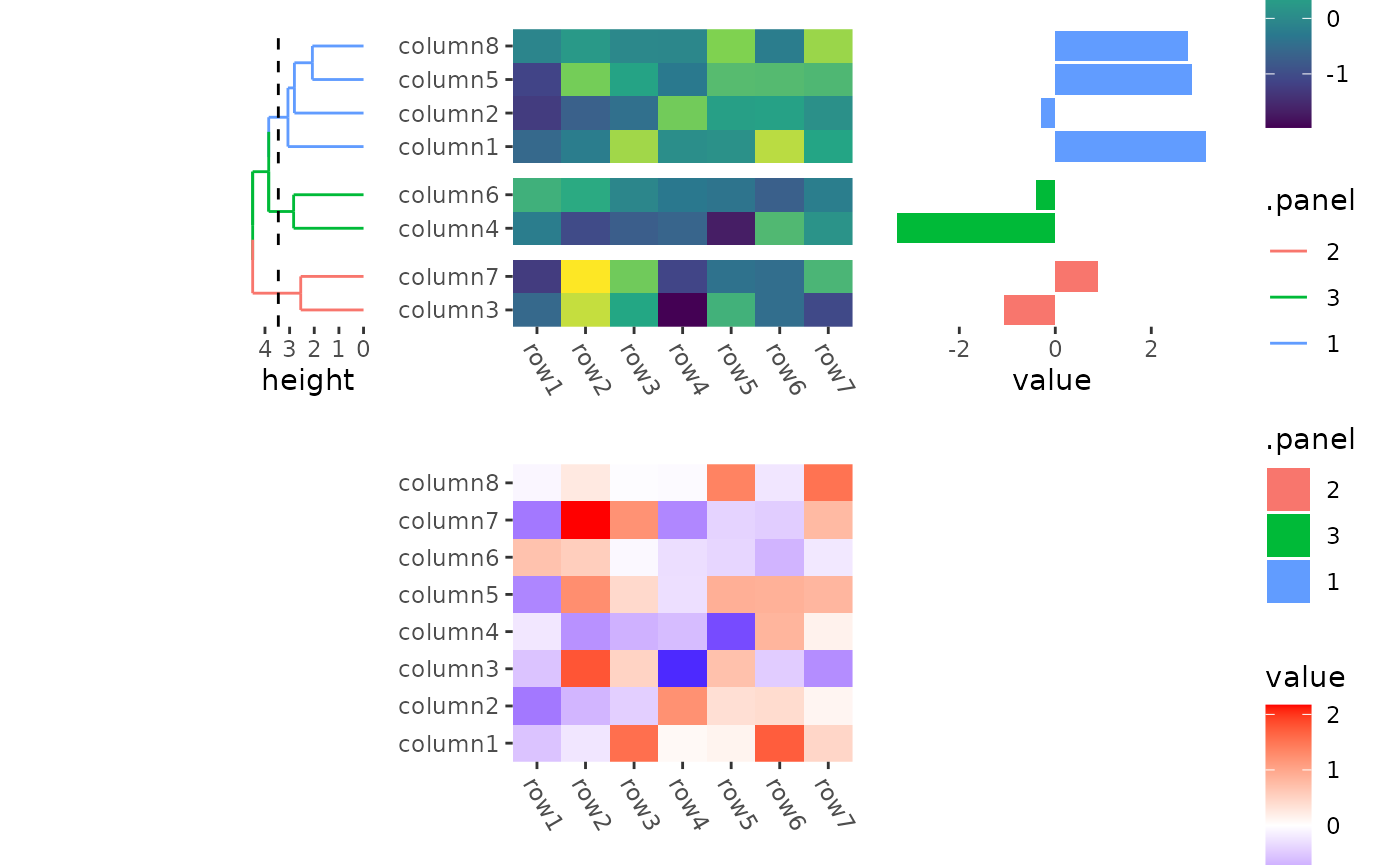 column8
column5
column2
column1
column6
column4
column7
column3
4 3 2 1 0
height
row1 row2 row3 row4 row5 row6 row7
-2 0 2
value
0
-1
.panel
2
3
1
column8
column7
column6
column5
column4
column3
column2
column1
row1 row2 row3 row4 row5 row6 row7
.panel
2
3
1
value
2
1
0